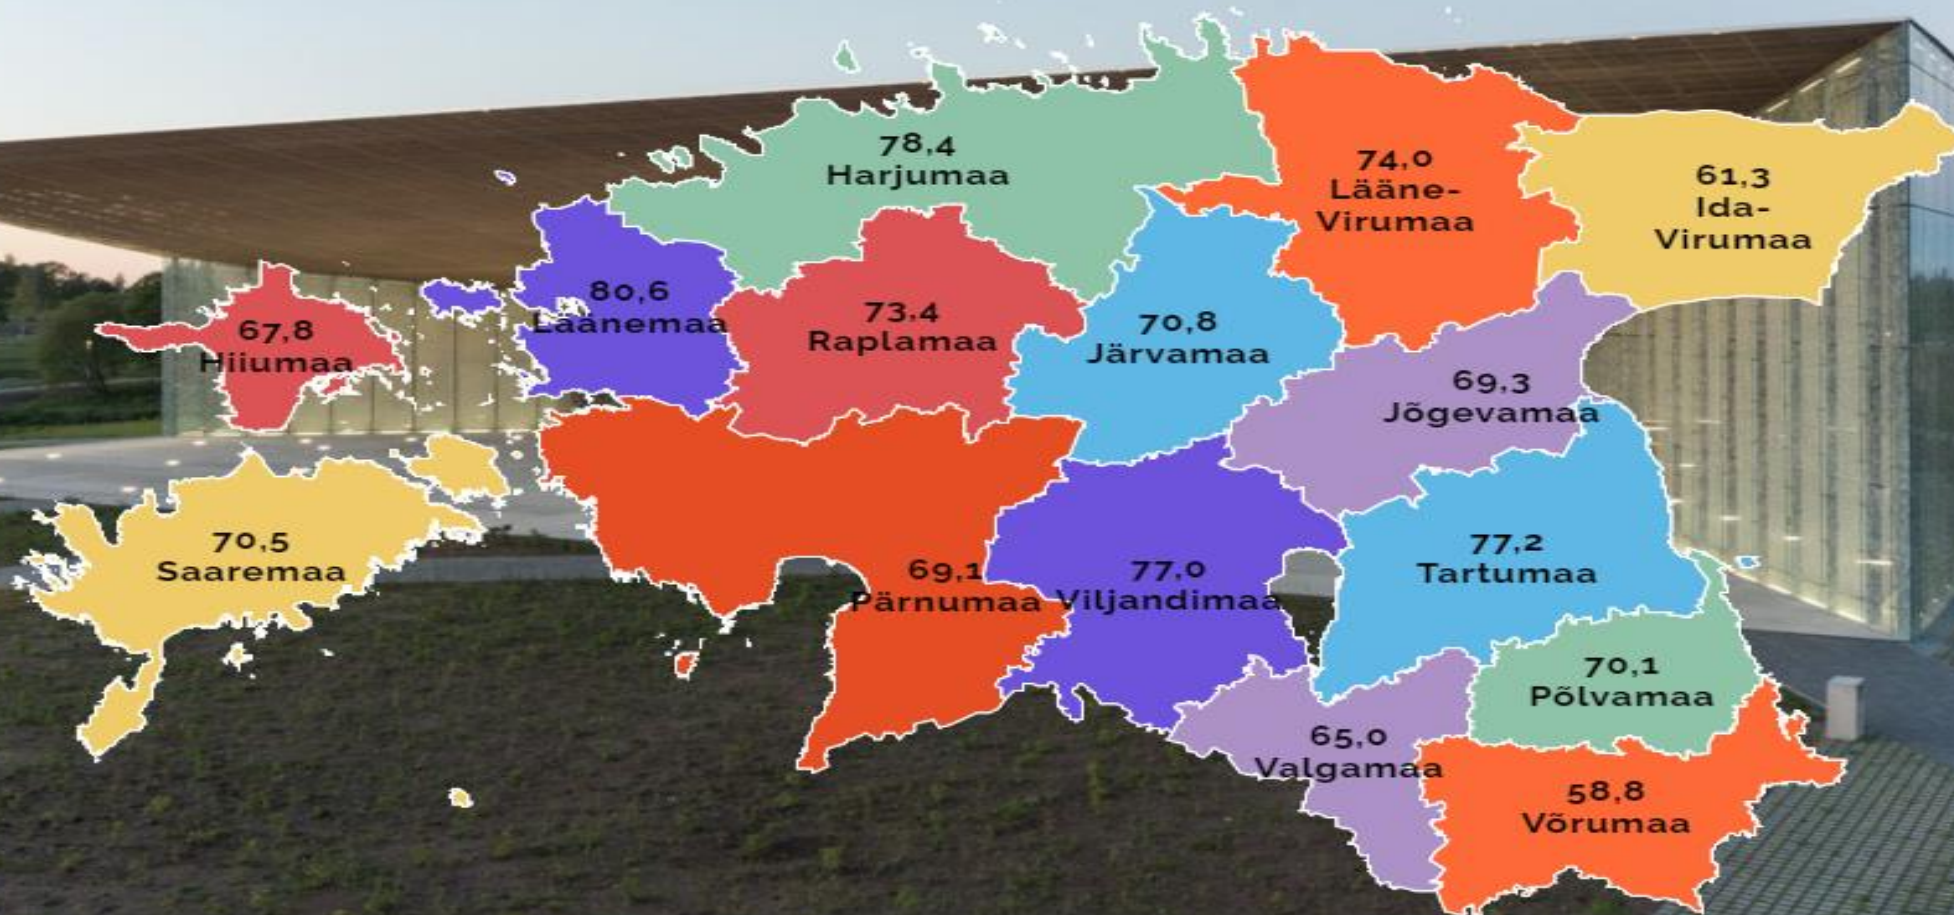 78,4
Harjumaa
74,0
Lääne-
Virumaa
61,3
Ida-
Virumaa
80,6
Läänemaa
67,8
Hiiumaa
73,4
Raplamaa
70,8
Järvamaa
69,3
Jõgevamaa
70,5
Saaremaa
69,1
Pärnumaa
77,0
Viljandimaa
77,2
Tartumaa
70,1
Põlvamaa
65,0
Valgamaa
58,8
Võrumaa